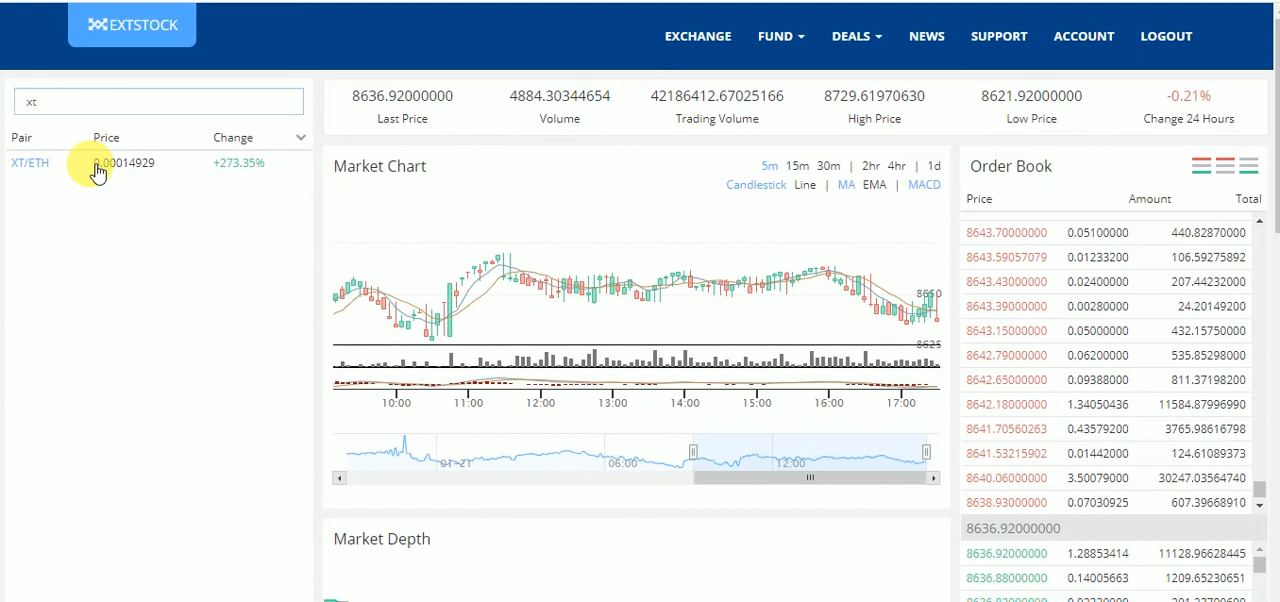 EXTSTOCK
EXCHANGE FUND DEALS NEWS SUPPORT ACCOUNT LOGOUT
xt
Pair Price Change
XT/ETH 0.00014929 +273.35%
8636.92000000 4884.30344654 42186412.67025166 8729.61970630 8621.92000000 -0.21%
Last Price Volume Trading Volume High Price Low Price Change 24 Hours
Market Chart
5m 15m 30m | 2hr 4hr | 1d
Candlestick Line | MA EMA | MACD
8650
8625
10:00 11:00 12:00 13:00 14:00 15:00 16:00 17:00
01-21 06:00 12:00
Market Depth
Order Book
Price Amount Total
8643.70000000 0.05100000 440.82870000
8643.59057079 0.01233200 106.59275892
8643.43000000 0.02400000 207.44232000
8643.39000000 0.00280000 24.20149200
8643.15000000 0.05000000 432.15750000
8642.79000000 0.06200000 535.85298000
8642.65000000 0.09388000 811.37198200
8642.18000000 1.34050436 11584.87996990
8641.70560263 0.43579200 3765.98616798
8641.53215902 0.01442000 124.61089373
8640.06000000 3.50079000 30247.03564740
8638.93000000 0.07030925 607.39668910
8636.92000000
8636.92000000 1.28853414 11128.96628445
8636.88000000 0.14005663 1209.65230651